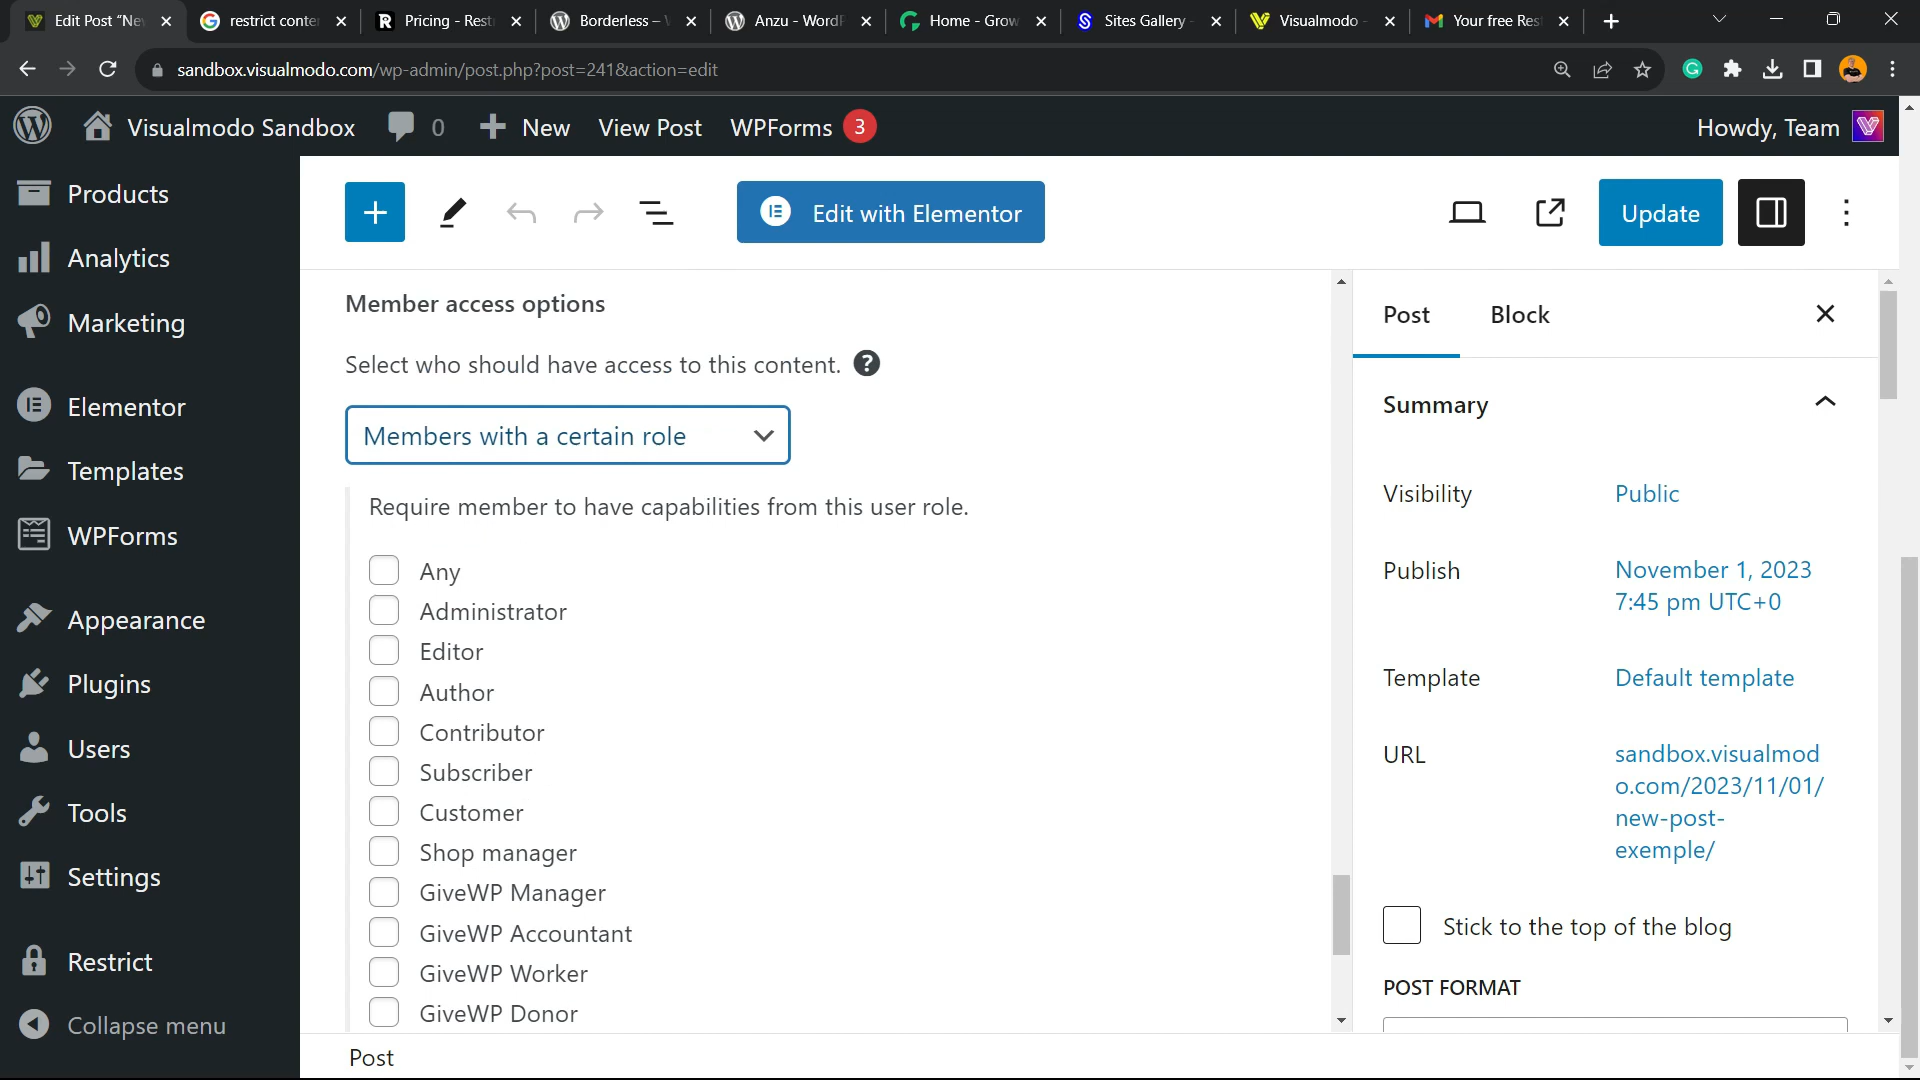 Edit Post “Ne
restrict conte
Pricing - Rest
Borderless –
Anzu - WordP
Home - Grow
Sites Gallery -
Visualmodo -
Your free Res
sandbox.visualmodo.com/wp-admin/post.php?post=241&action=edit
Visualmodo Sandbox
0
New
View Post
WPForms
3
Howdy, Team
Products
Analytics
Marketing
Elementor
Templates
WPForms
Appearance
Plugins
Users
Tools
Settings
Restrict
Collapse menu
Edit with Elementor
Update
Member access options
Select who should have access to this content.
?
Members with a certain role
Require member to have capabilities from this user role.
Any
Administrator
Editor
Author
Contributor
Subscriber
Customer
Shop manager
GiveWP Manager
GiveWP Accountant
GiveWP Worker
GiveWP Donor
Post
Post
Block
Summary
Visibility
Public
Publish
November 1, 2023
7:45 pm UTC+0
Template
Default template
URL
sandbox.visualmod
o.com/2023/11/01/
new-post-
exemple/
Stick to the top of the blog
POST FORMAT